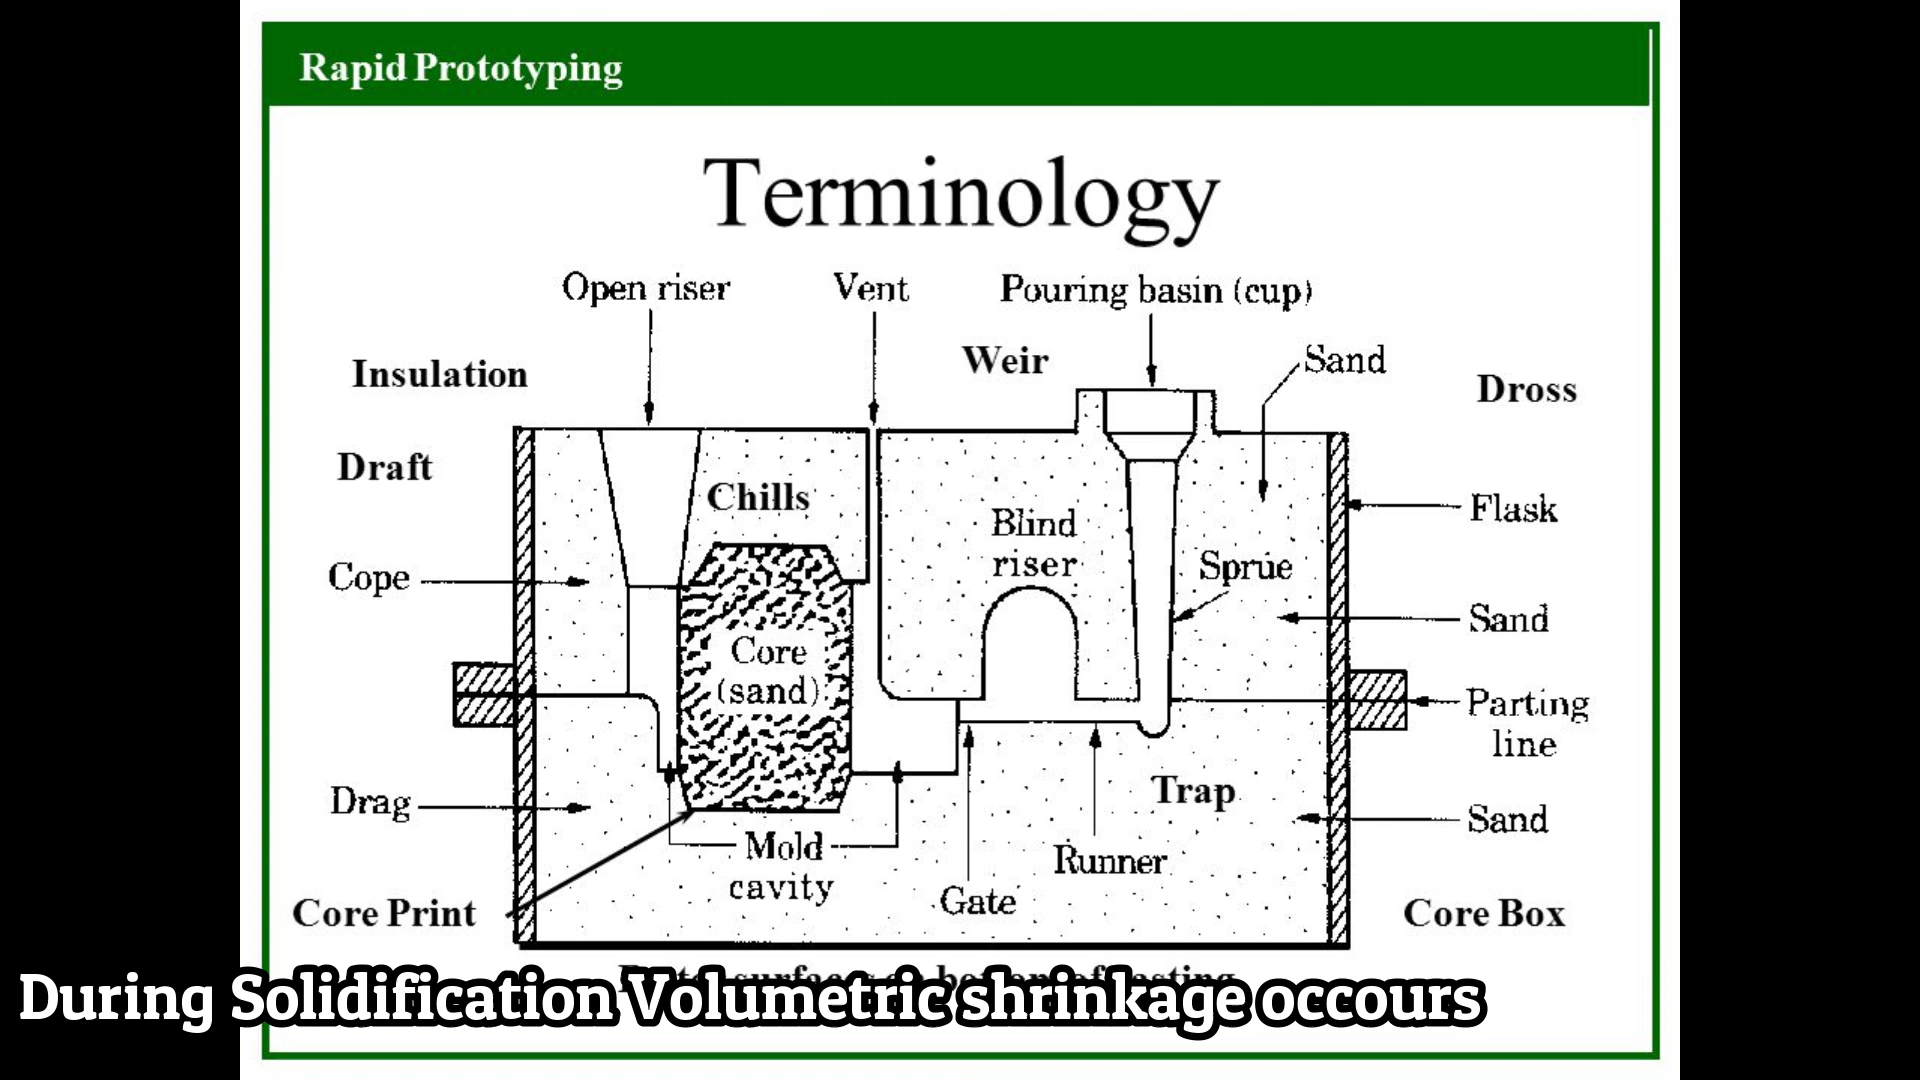 Rapid Prototyping
Terminology
Open riser
Vent
Pouring basin (cup)
Insulation
Weir
Sand
Dross
Draft
Chills
Flask
Blind
riser
Sprue
Cope
Sand
Core
(sand)
Parting
line
Drag
Trap
Sand
Mold
cavity
Runner
Gate
Core Print
Core Box
During Solidification Volumetric shrinkage occours